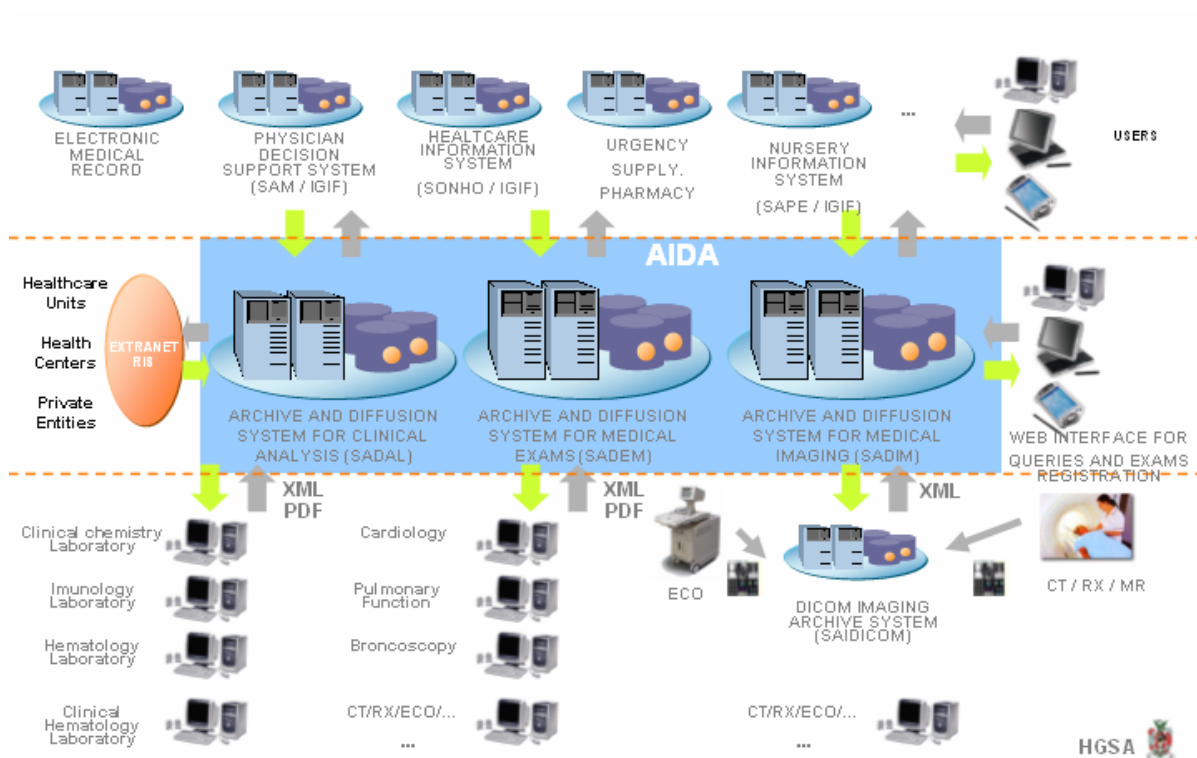 ELECTRONIC
MEDICAL
RECORD
PHYSICIAN
DECISION
SUPPORT SYSTEM
(SAM / IGIF)
HEALTCARE
INFORMATION
SYSTEM
(SONHO / IGIF)
URGENCY
SUPPLY.
PHARMACY
NURSERY
INFORMATION
SYSTEM
(SAPE / IGIF)
...
USERS
AIDA
Healthcare
Units
Health
Centers
Private
Entities
EXTRANET
RIS
ARCHIVE AND DIFFUSION
SYSTEM FOR CLINICAL
ANALYSIS (SADAL)
ARCHIVE AND DIFFUSION
SYSTEM FOR MEDICAL
EXAMS (SADEM)
ARCHIVE AND DIFFUSION
SYSTEM FOR MEDICAL
IMAGING (SADIM)
WEB INTERFACE FOR
QUERIES AND EXAMS
REGISTRATION
XML
PDF
XML
PDF
XML
Clinical chemistry
Laboratory
Imunology
Laboratory
Hematology
Laboratory
Clinical
Hematology
Laboratory
Cardiology
Pulmonary
Function
Broncoscopy
CT/RX/ECO/...
...
ECO
DICOM IMAGING
ARCHIVE SYSTEM
(SAIDICOM)
CT / RX / MR
CT/RX/ECO/...
...
HGSA